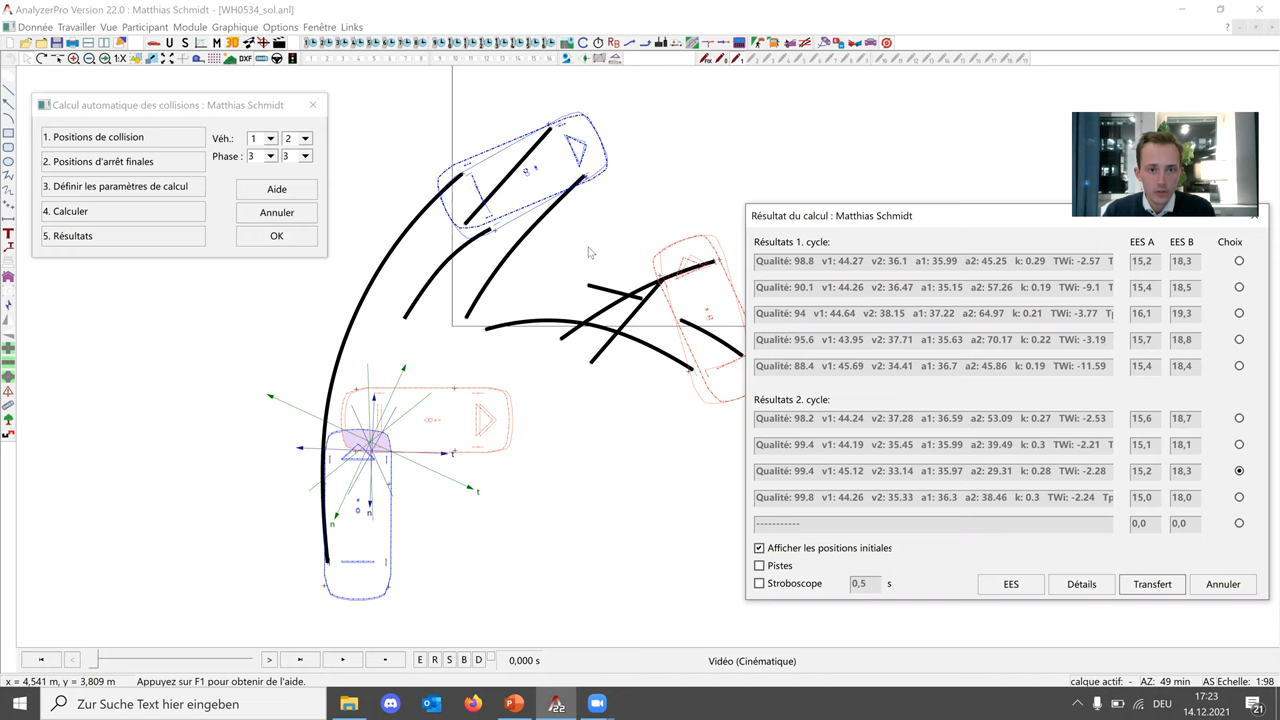 AnalyzerPro Version 22.0 : Matthias Schmidt - [WH0534_sol.anl]
Donnée Travailler Vue Participant Module Graphique Options Fenêtre Links
U S M 3D RB
1:X DXF
Calcul automatique des collisions : Matthias Schmidt
1. Positions de collision
Véh.: 1 2
2. Positions d'arrêt finales
Phase : 3 3
3. Définir les paramètres de calcul
Aide
4. Calculer
Annuler
5. Résultats
OK
t
t
n
n
Résultat du calcul : Matthias Schmidt
Résultats 1. cycle: EES A EES B Choix
Qualité: 98.8 v1: 44.27 v2: 36.1 a1: 35.99 a2: 45.25 k: 0.29 TWi: -2.57 T 15,2 18,3
Qualité: 90.1 v1: 44.26 v2: 36.47 a1: 35.15 a2: 57.26 k: 0.19 TWi: -9.1 T 15,4 18,5
Qualité: 94 v1: 44.64 v2: 38.15 a1: 37.22 a2: 64.97 k: 0.21 TWi: -3.77 T 16,1 19,3
Qualité: 95.6 v1: 43.95 v2: 37.71 a1: 35.63 a2: 70.17 k: 0.22 TWi: -3.19 15,7 18,8
Qualité: 88.4 v1: 45.69 v2: 34.41 a1: 36.7 a2: 45.86 k: 0.19 TWi: -11.59 15,4 18,4
Résultats 2. cycle:
Qualité: 98.2 v1: 44.24 v2: 37.28 a1: 36.59 a2: 53.09 k: 0.27 TWi: -2.53 15,6 18,7
Qualité: 99.4 v1: 44.19 v2: 35.45 a1: 35.99 a2: 39.49 k: 0.3 TWi: -2.21 T 15,1 18,1
Qualité: 99.4 v1: 45.12 v2: 33.14 a1: 35.97 a2: 29.31 k: 0.28 TWi: -2.28 15,2 18,3
Qualité: 99.8 v1: 44.26 v2: 35.33 a1: 36.3 a2: 38.46 k: 0.3 TWi: -2.24 Tp 15,0 18,0
----------- 0,0 0,0
Afficher les positions initiales
Pistes
Stroboscope 0,5 s
EES Détails Transfert Annuler
E R S B D 0,000 s Vidéo (Cinématique)
x = 4,541 m, y = 3,809 m Appuyez sur F1 pour obtenir de l'aide. calque actif: - AZ: 49 min AS Echelle: 1:98
Zur Suche Text hier eingeben
22
DEU
17:23
14.12.2021
21